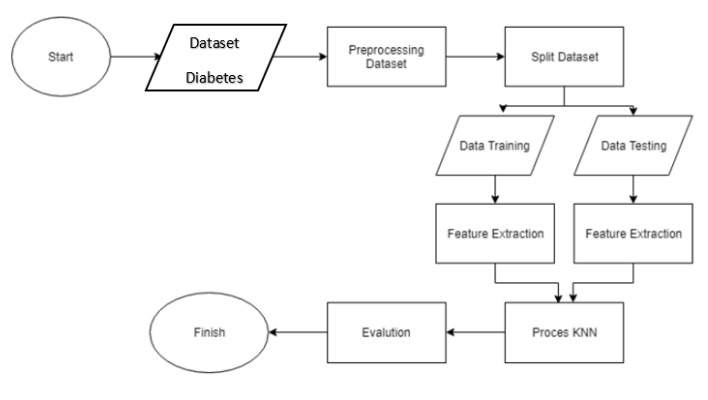 Start
Dataset
Diabetes
Preprocessing
Dataset
Split Dataset
Data Training
Data Testing
Feature Extraction
Feature Extraction
Proces KNN
Evalution
Finish